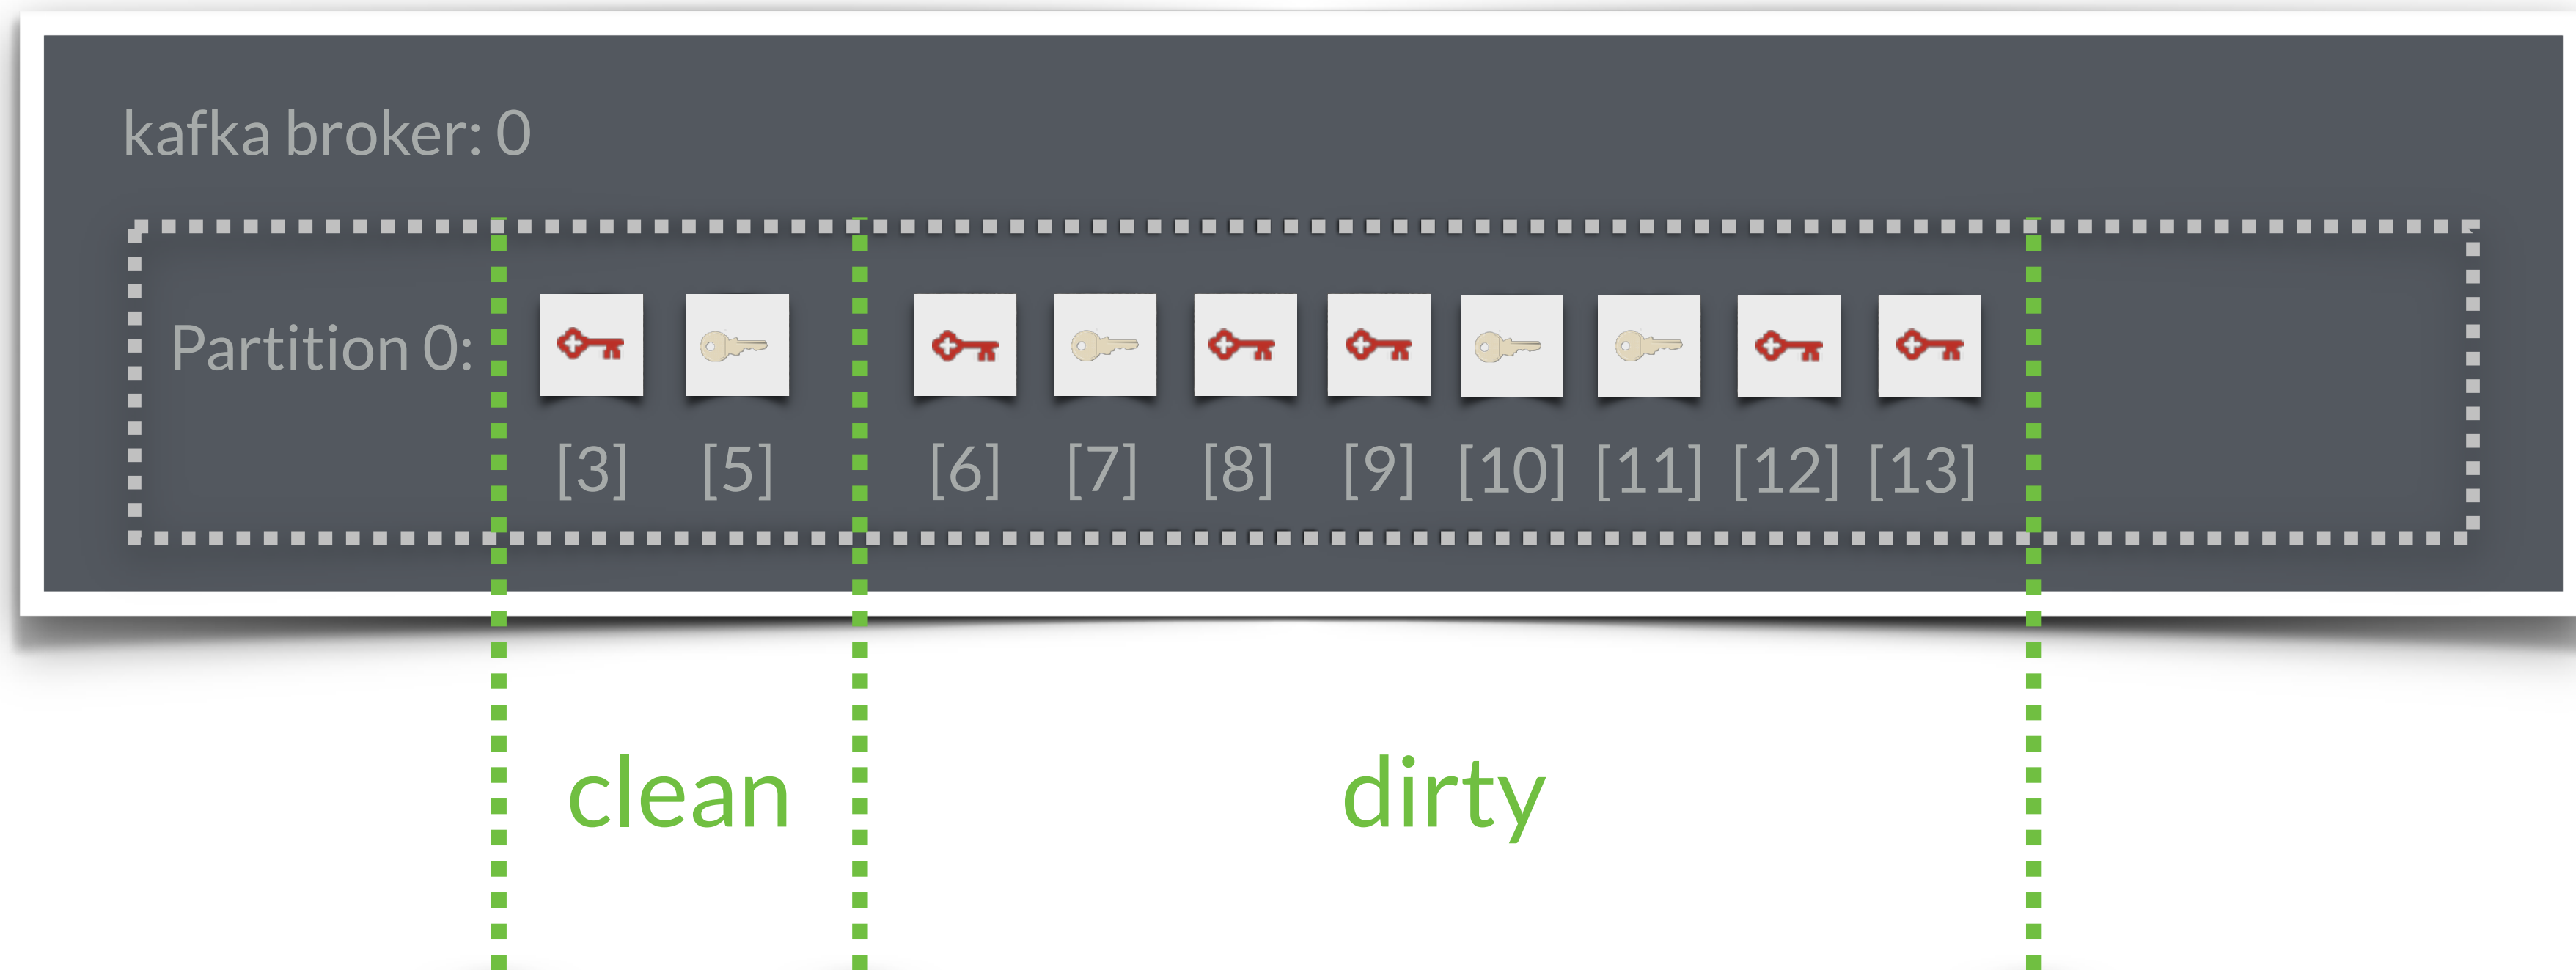 kafka broker: 0
Partition 0:
[3] [5] [6] [7] [8] [9] [10] [11] [12] [13]
clean dirty